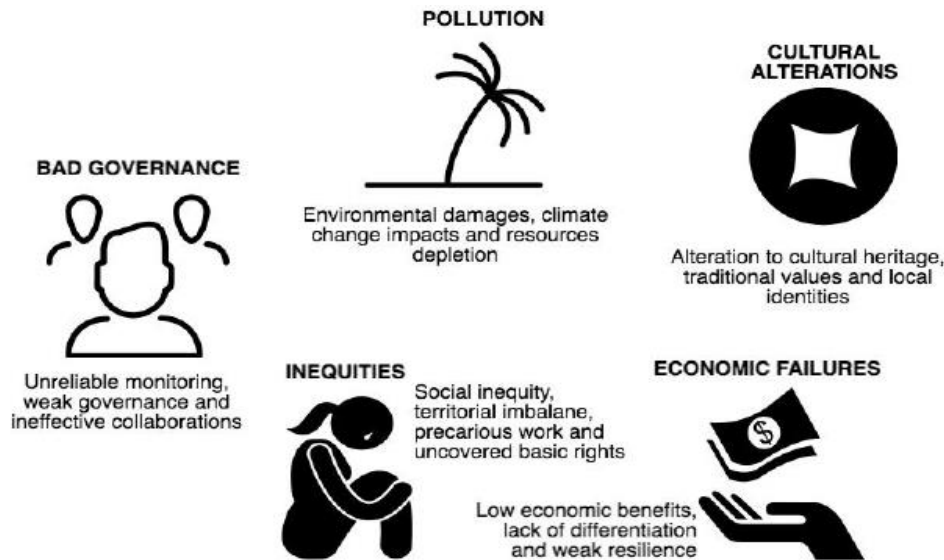 POLLUTION
Environmental damages, climate
change impacts and resources
depletion
CULTURAL
ALTERATIONS
Alteration to cultural heritage,
traditional values and local
identities
BAD GOVERNANCE
Unreliable monitoring,
weak governance and
ineffective collaborations
INEQUITIES
Social inequity,
territorial imbalane,
precarious work and
uncovered basic rights
ECONOMIC FAILURES
$
Low economic benefits,
lack of differentiation
and weak resilience